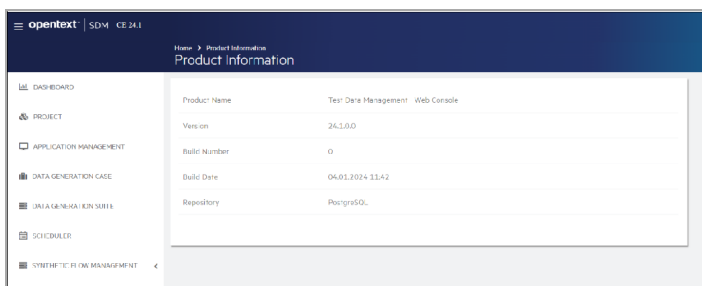 opentext | SDM CE 24.1
Home > Product Information
Product Information
DASHBOARD
PROJECT
APPLICATION MANAGEMENT
DATA GENERATION CASE
DATA GENERATION SUITE
SCHEDULER
SYNTHETIC FLOW MANAGEMENT
Product Name Test Data Management Web Console
Version 24.1.0.0
Build Number 0
Build Date 04.01.2024 11:42
Repository PostgreSQL